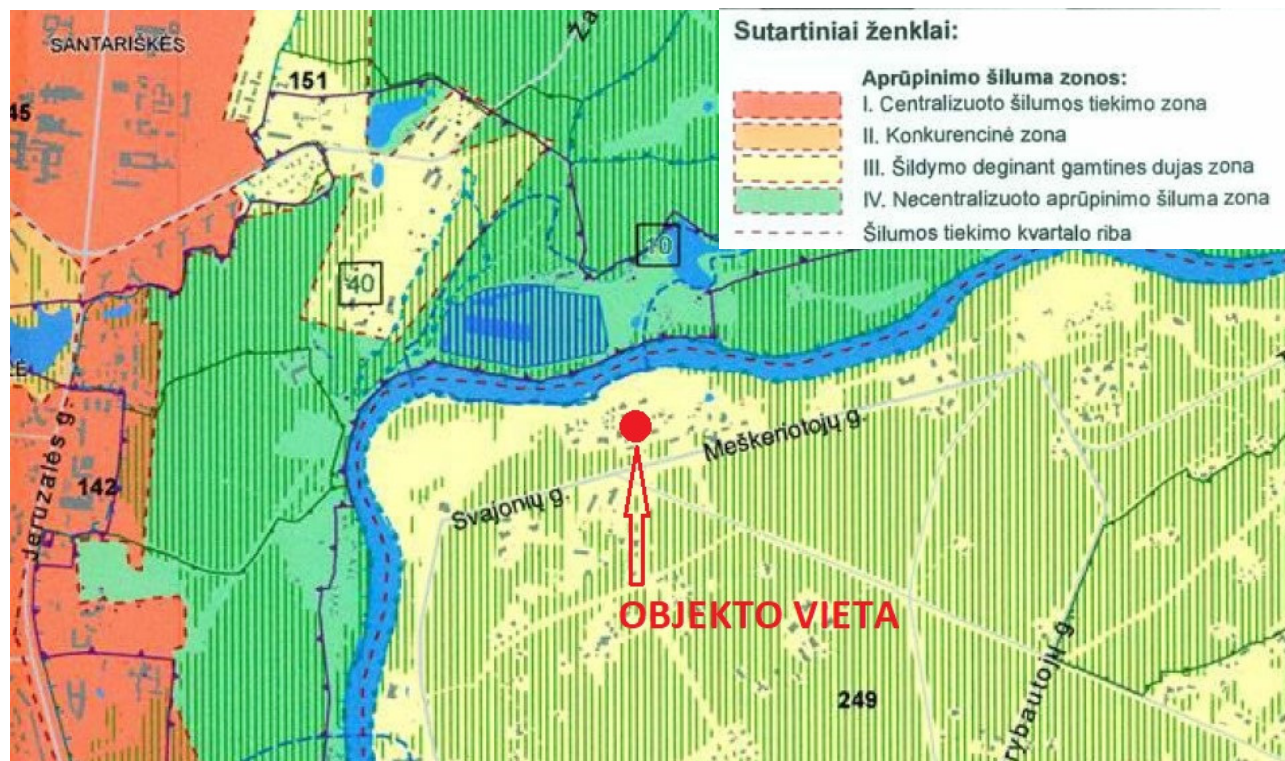 SANTARIŠKĖS
151
45
Sutartiniai ženklai:
Aprūpinimo šiluma zonos:
I. Centralizuoto šilumos tiekimo zona
II. Konkurencinė zona
III. Šildymo deginant gamtines dujas zona
IV. Necentralizuoto aprūpinimo šiluma zona
Šilumos tiekimo kvartalo riba
10
40
Meškeriotojų g.
Svajonių g.
Jeruzalės g.
142
OBJEKTO VIETA
249
rybautojų g.